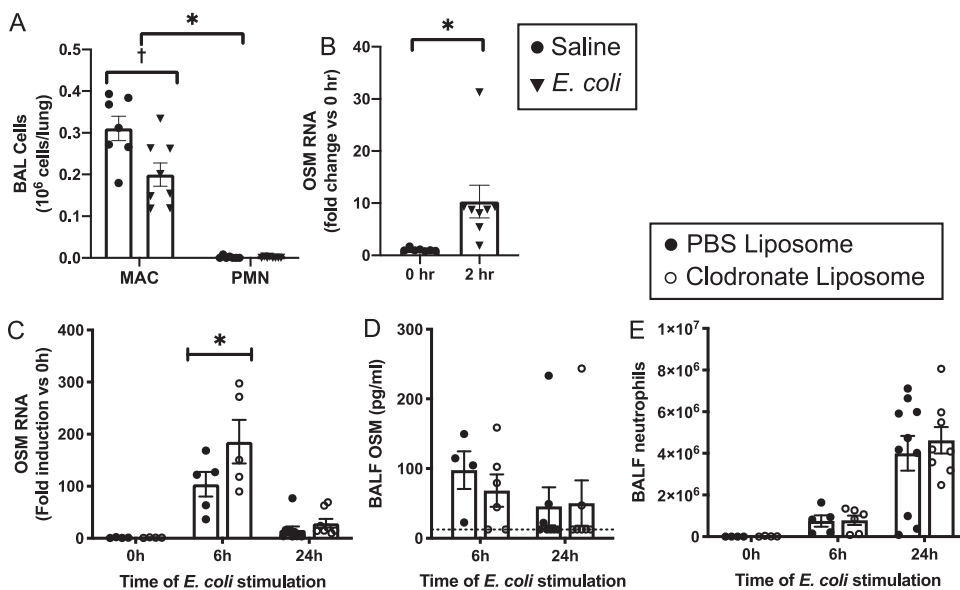 A
*
†
BAL Cells
(10⁶ cells/lung)
0.5
0.4
0.3
0.2
0.1
0.0
MAC
PMN
B
*
OSM RNA
(fold change vs 0 hr)
40
30
20
10
0
0 hr
2 hr
Saline
E. coli
PBS Liposome
Clodronate Liposome
C
*
OSM RNA
(Fold induction vs 0h)
400
300
200
100
0
0h
6h
24h
Time of E. coli stimulation
D
BALF OSM (pg/ml)
300
200
100
0
6h
24h
Time of E. coli stimulation
E
BALF neutrophils
1×10⁷
8×10⁶
6×10⁶
4×10⁶
2×10⁶
0
0h
6h
24h
Time of E. coli stimulation